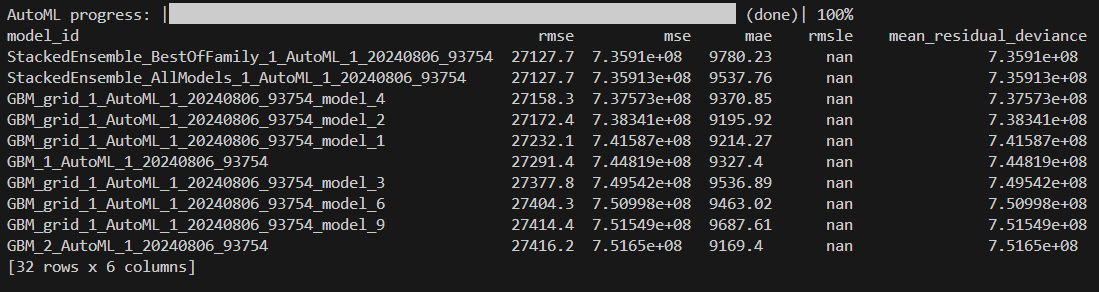 AutoML progress: | (done)| 100%
model_id rmse mse mae rmsle mean_residual_deviance
StackedEnsemble_BestOfFamily_1_AutoML_1_20240806_93754 27127.7 7.3591e+08 9780.23 nan 7.3591e+08
StackedEnsemble_AllModels_1_AutoML_1_20240806_93754 27127.7 7.35913e+08 9537.76 nan 7.35913e+08
GBM_grid_1_AutoML_1_20240806_93754_model_4 27158.3 7.37573e+08 9370.85 nan 7.37573e+08
GBM_grid_1_AutoML_1_20240806_93754_model_2 27172.4 7.38341e+08 9195.92 nan 7.38341e+08
GBM_grid_1_AutoML_1_20240806_93754_model_1 27232.1 7.41587e+08 9214.27 nan 7.41587e+08
GBM_1_AutoML_1_20240806_93754 27291.4 7.44819e+08 9327.4 nan 7.44819e+08
GBM_grid_1_AutoML_1_20240806_93754_model_3 27377.8 7.49542e+08 9536.89 nan 7.49542e+08
GBM_grid_1_AutoML_1_20240806_93754_model_6 27404.3 7.50998e+08 9463.02 nan 7.50998e+08
GBM_grid_1_AutoML_1_20240806_93754_model_9 27414.4 7.51549e+08 9687.61 nan 7.51549e+08
GBM_2_AutoML_1_20240806_93754 27416.2 7.5165e+08 9169.4 nan 7.5165e+08
[32 rows x 6 columns]